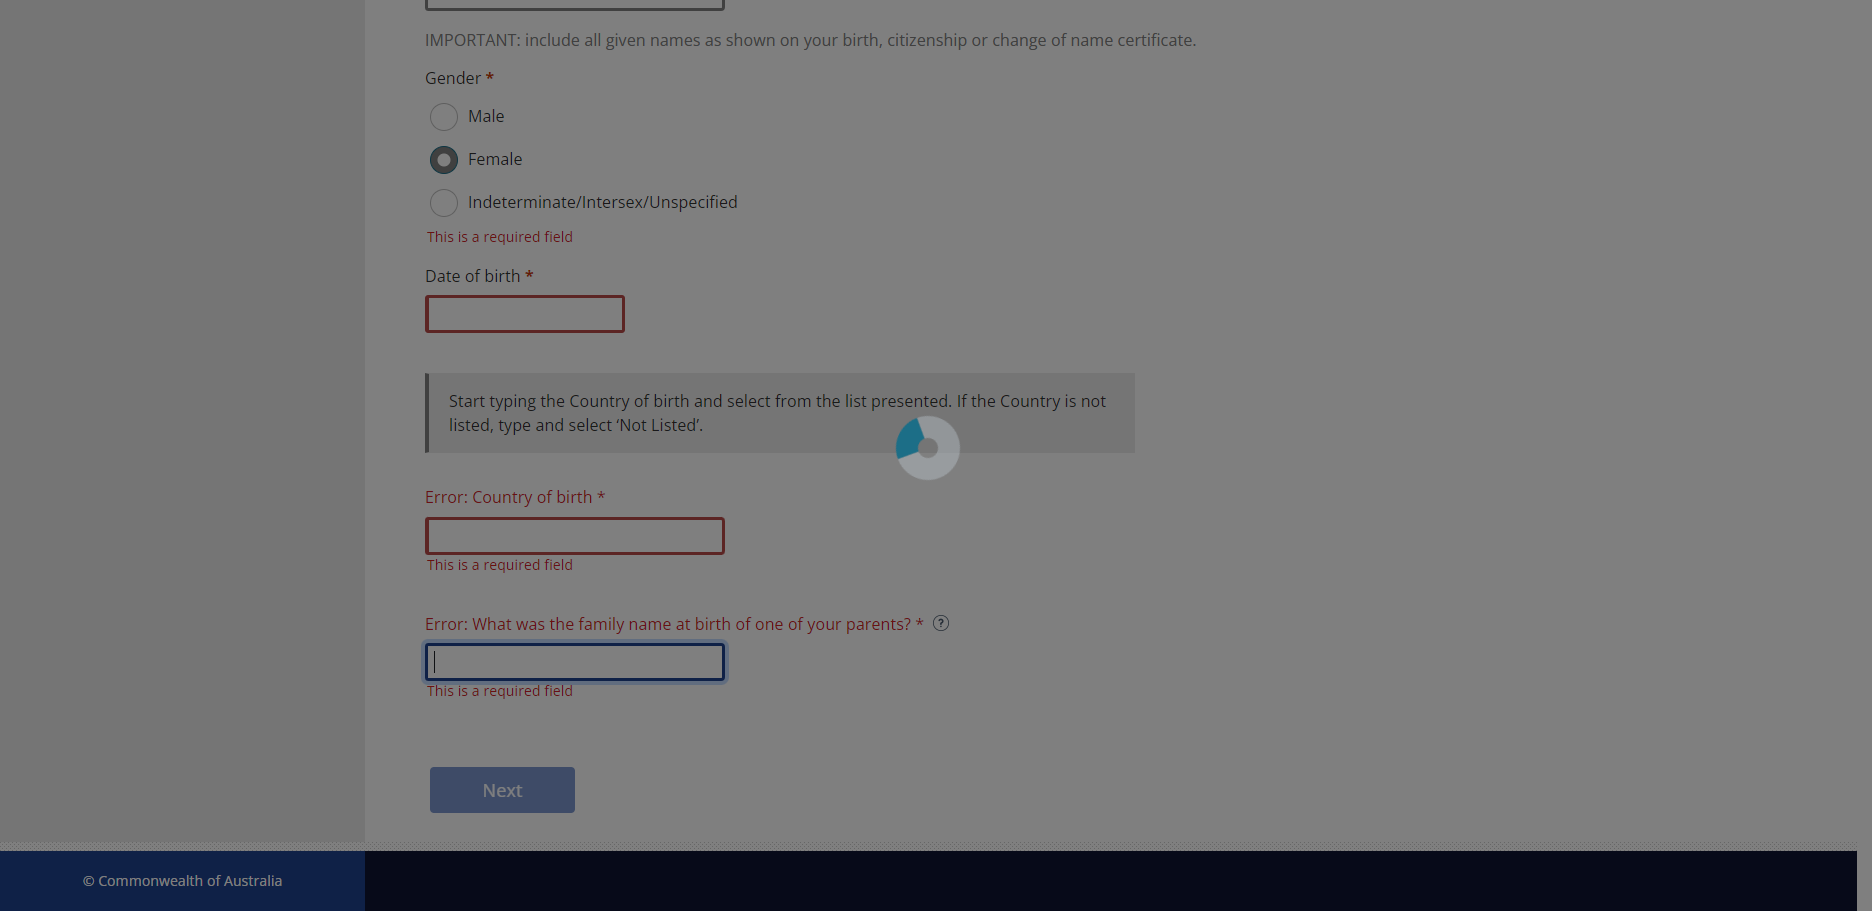 IMPORTANT: include all given names as shown on your birth, citizenship or change of name certificate.
Gender *
Male
Female
Indeterminate/Intersex/Unspecified
This is a required field
Date of birth *
Start typing the Country of birth and select from the list presented. If the Country is not
listed, type and select ‘Not Listed’.
Error: Country of birth *
This is a required field
Error: What was the family name at birth of one of your parents? * ?
This is a required field
Next
© Commonwealth of Australia